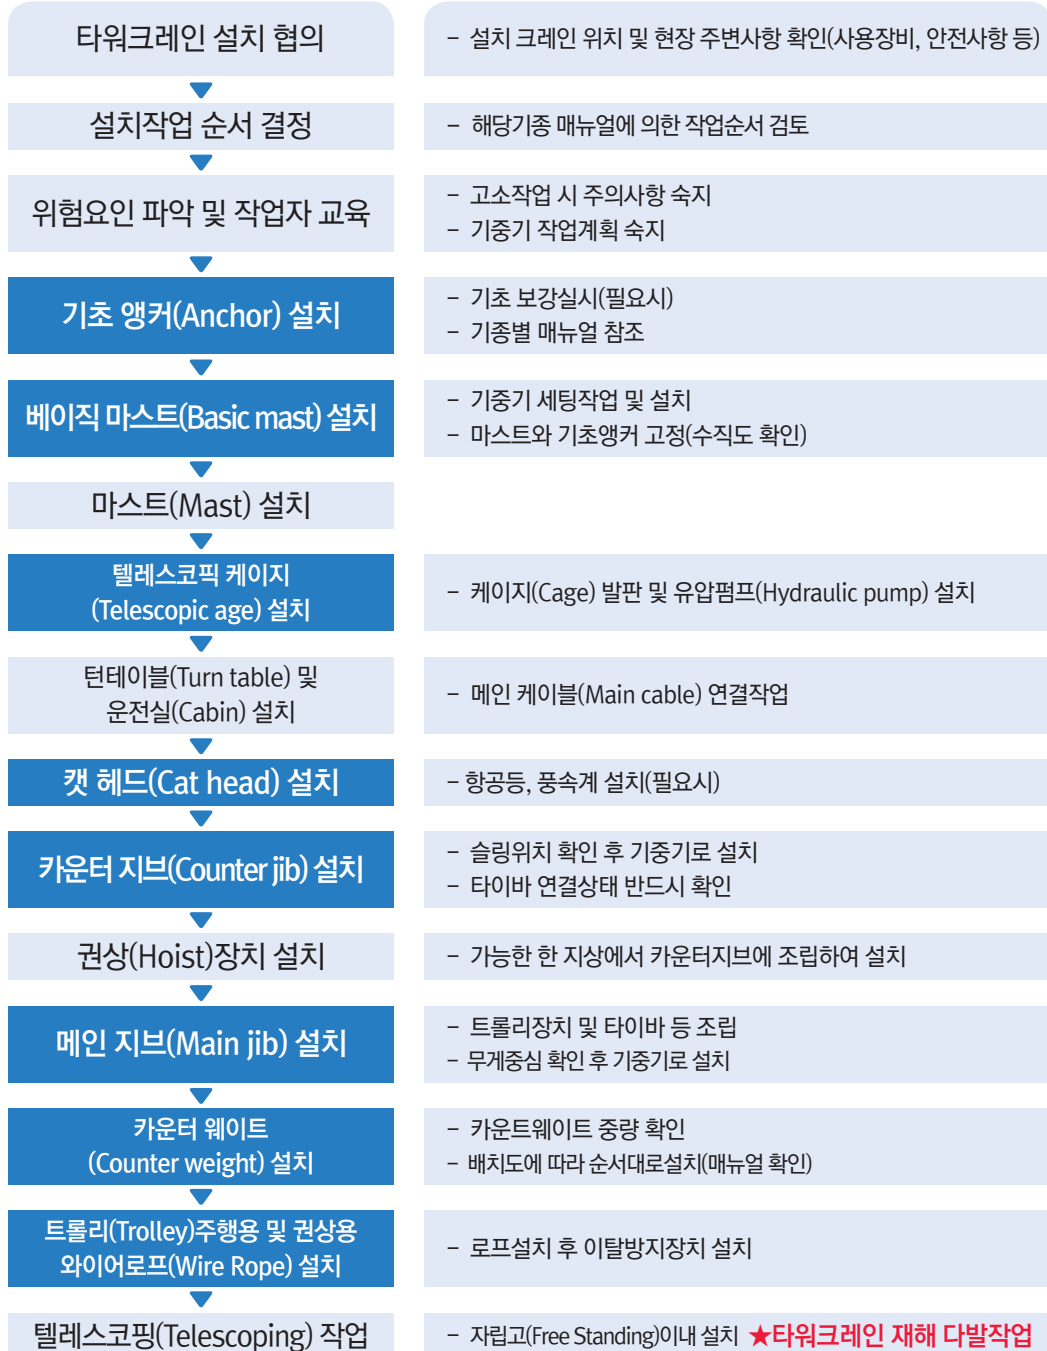 타워크레인 설치 협의
– 설치 크레인 위치 및 현장 주변사항 확인(사용장비, 안전사항 등)
설치작업 순서 결정
– 해당기종 매뉴얼에 의한 작업순서 검토
위험요인 파악 및 작업자 교육
– 고소작업 시 주의사항 숙지
– 기중기 작업계획 숙지
기초 앵커(Anchor) 설치
– 기초 보강실시(필요시)
– 기종별 매뉴얼 참조
베이직 마스트(Basic mast) 설치
– 기중기 세팅작업 및 설치
– 마스트와 기초앵커 고정(수직도 확인)
마스트(Mast) 설치
텔레스코픽 케이지
(Telescopic age) 설치
– 케이지(Cage) 발판 및 유압펌프(Hydraulic pump) 설치
턴테이블(Turn table) 및
운전실(Cabin) 설치
– 메인 케이블(Main cable) 연결작업
캣 헤드(Cat head) 설치
– 항공등, 풍속계 설치(필요시)
카운터 지브(Counter jib) 설치
– 슬링위치 확인 후 기중기로 설치
– 타이바 연결상태 반드시 확인
권상(Hoist)장치 설치
– 가능한 한 지상에서 카운터지브에 조립하여 설치
메인 지브(Main jib) 설치
– 트롤리장치 및 타이바 등 조립
– 무게중심 확인 후 기중기로 설치
카운터 웨이트
(Counter weight) 설치
– 카운트웨이트 중량 확인
– 배치도에 따라 순서대로설치(매뉴얼 확인)
트롤리(Trolley)주행용 및 권상용
와이어로프(Wire Rope) 설치
– 로프설치 후 이탈방지장치 설치
텔레스코핑(Telescoping) 작업
– 자립고(Free Standing)이내 설치 ★타워크레인 재해 다발작업